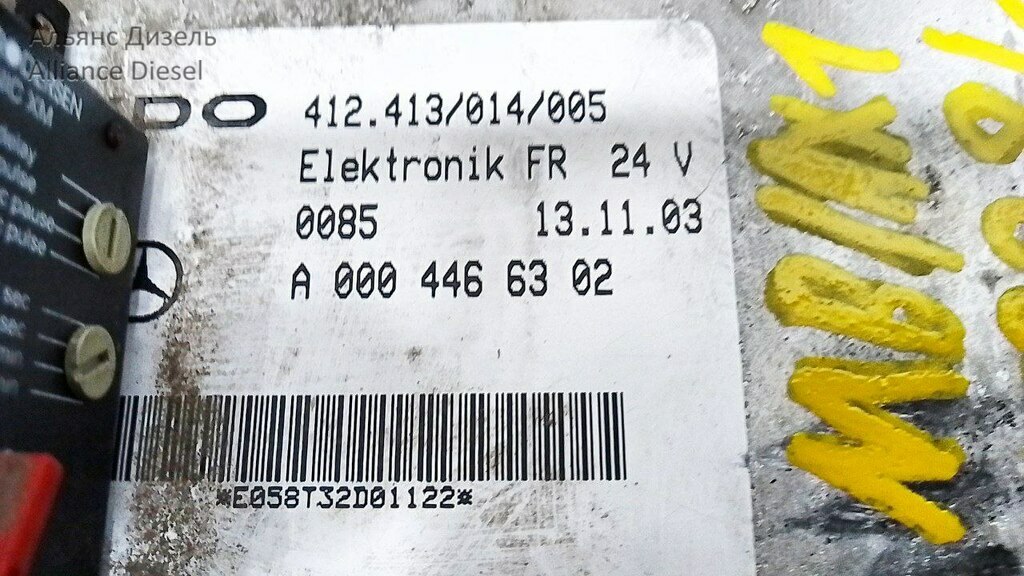 Альянс Дизель
Alliance Diesel
DO
412.413/014/005
Elektronik FR 24 V
0085 13.11.03
A 000 446 63 02
*E058T32D01122*